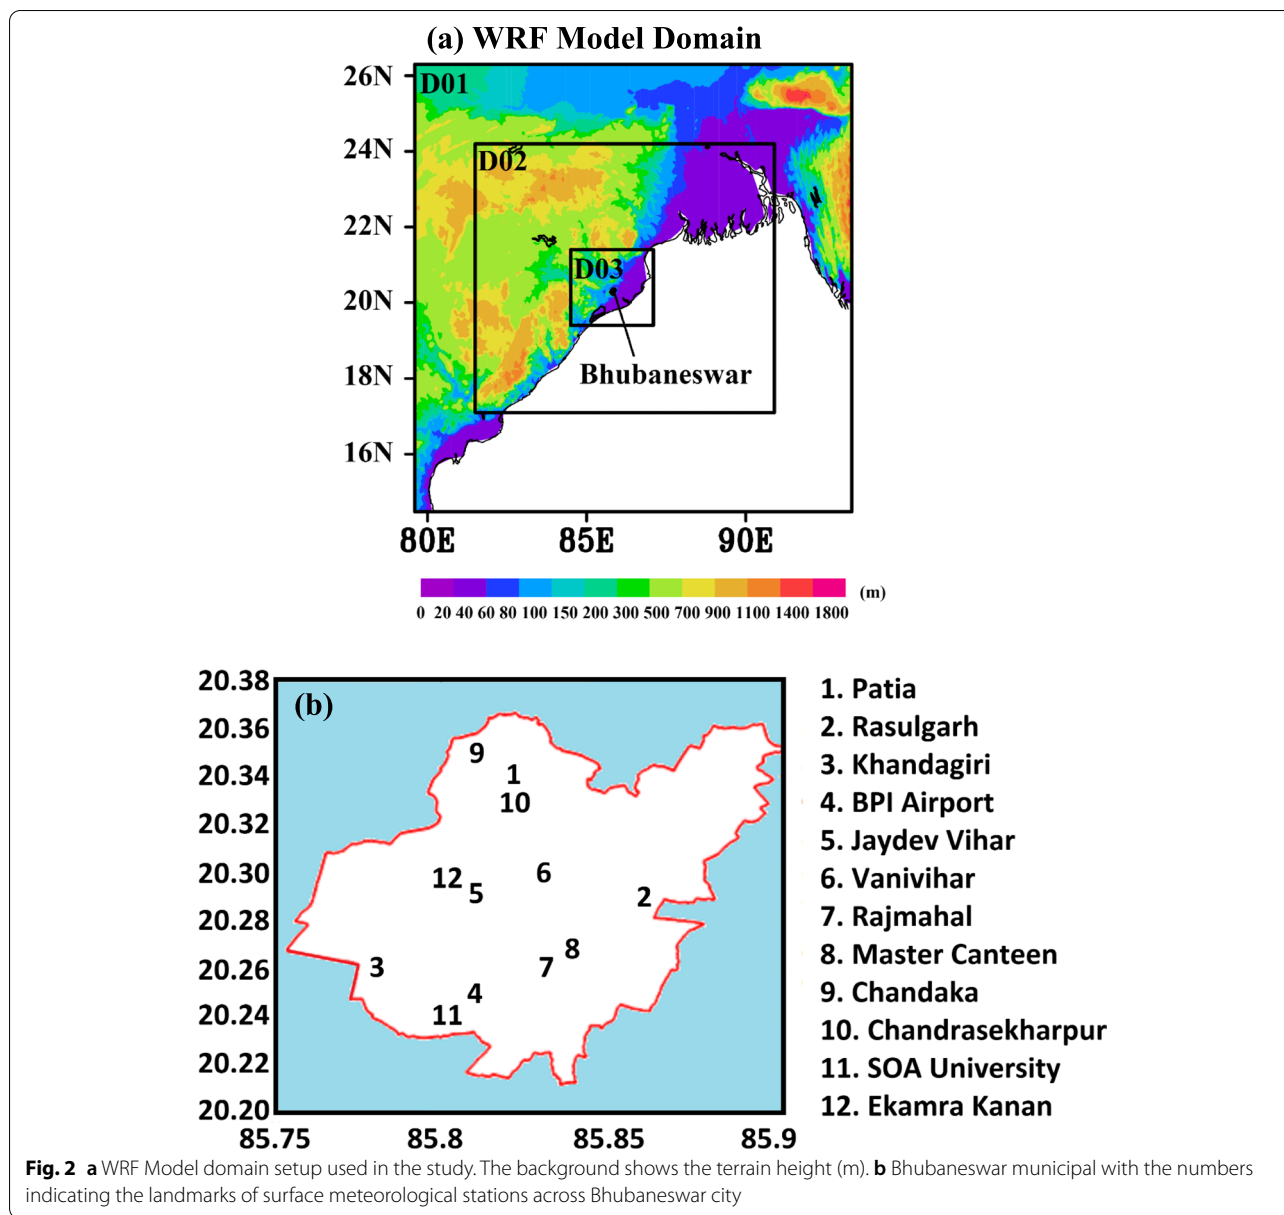 (a) WRF Model Domain
26N
24N
22N
20N
18N
16N
D01
D02
D03
Bhubaneswar
80E 85E 90E
0 20 40 60 80 100 150 200 300 500 700 900 1100 1400 1800 (m)
(b)
20.38
20.36
20.34
20.32
20.30
20.28
20.26
20.24
20.22
20.20
9
1
10
12
5
6
2
3
8
7
4
11
85.75 85.8 85.85 85.9
1. Patia
2. Rasulgarh
3. Khandagiri
4. BPI Airport
5. Jaydev Vihar
6. Vanivihar
7. Rajmahal
8. Master Canteen
9. Chandaka
10. Chandrasekharpur
11. SOA University
12. Ekamra Kanan
Fig. 2 a WRF Model domain setup used in the study. The background shows the terrain height (m). b Bhubaneswar municipal with the numbers
indicating the landmarks of surface meteorological stations across Bhubaneswar city